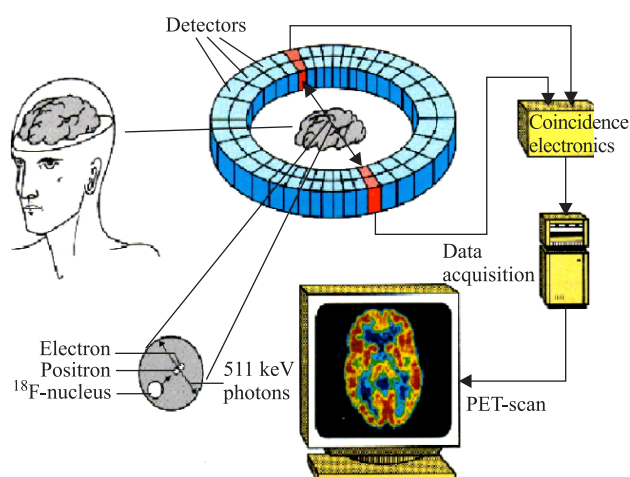 Detectors
Coincidence
electronics
Data
acquisition
Electron
Positron
¹⁸F-nucleus
511 keV
photons
PET-scan